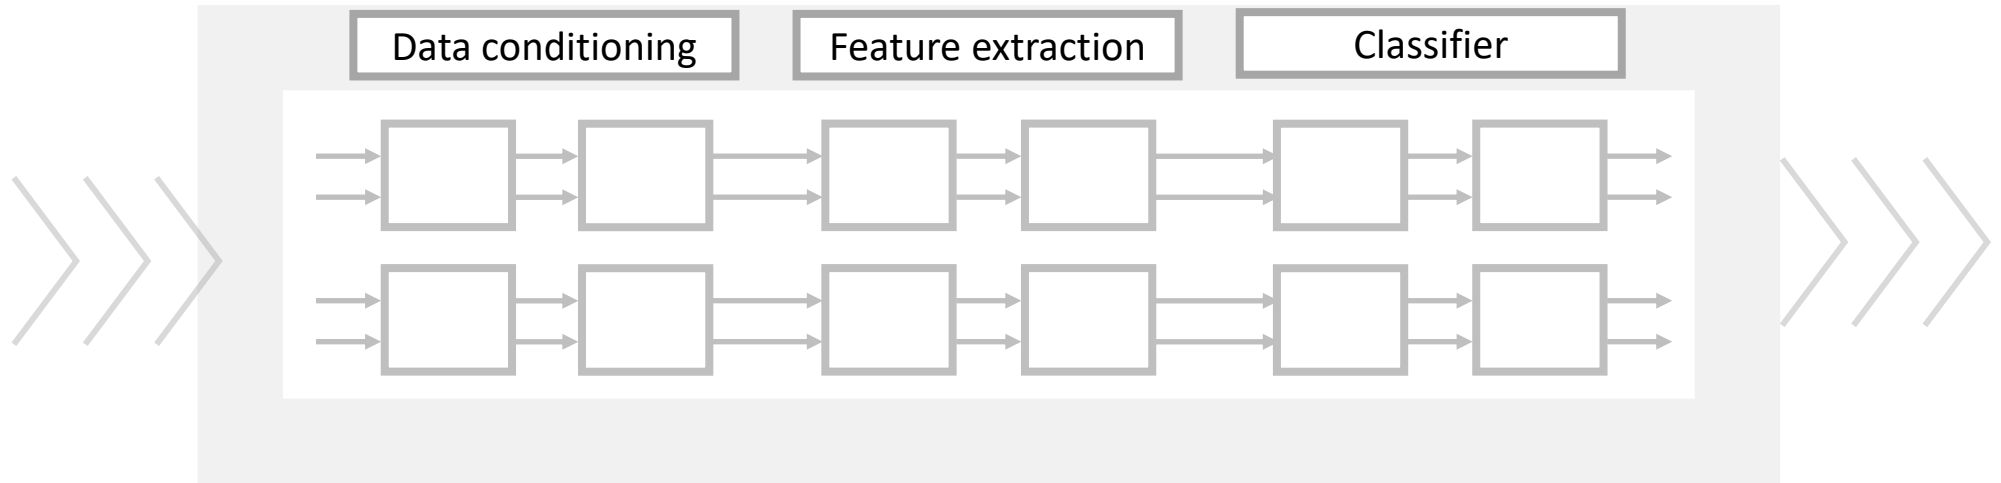 Data conditioning
Feature extraction
Classifier